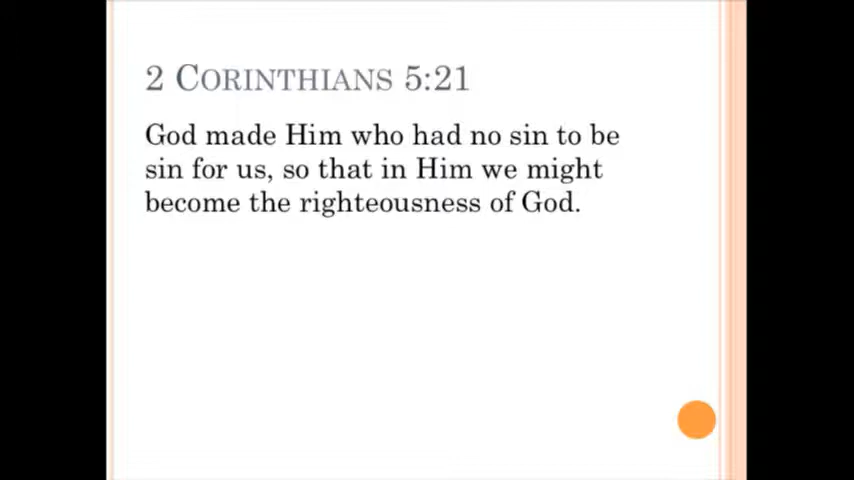 2 CORINTHIANS 5:21
God made Him who had no sin to be
sin for us, so that in Him we might
become the righteousness of God.